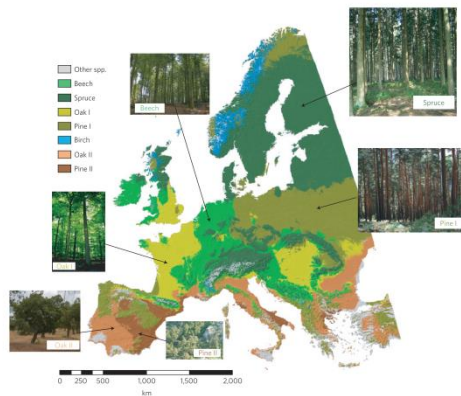 Other spp.
Beech
Spruce
Oak I
Pine I
Birch
Oak II
Pine II
Beech
Spruce
Pine I
Oak I
Oak II
Pine II
0 250 500 1,000 1,500 2,000
km